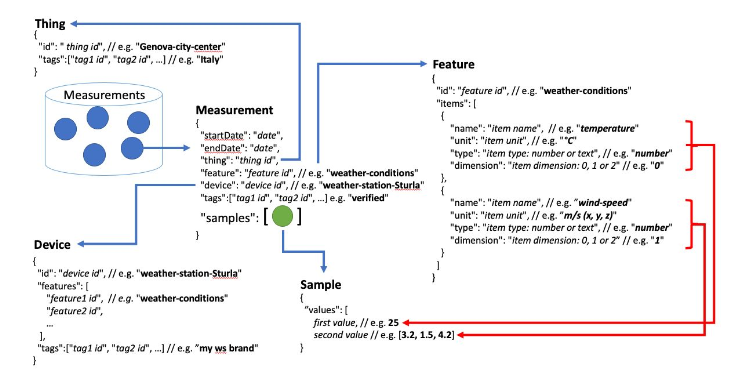 Thing
{
"id": " thing id", // e.g. "Genova-city-center"
"tags":["tag1 id", "tag2 id", …] // e.g. "Italy"
}
Measurements
Measurement
{
"startDate": "date",
"endDate": "date",
"thing": "thing id",
"feature": "feature id", // e.g. "weather-conditions"
"device": "device id", // e.g. "weather-station-Sturla"
"tags":["tag1 id", "tag2 id", …] e.g. "verified"
"samples": [ ]
}
Feature
{
"id": "feature id", // e.g. "weather-conditions"
"items": [
{
"name": "item name", // e.g. "temperature"
"unit": "item unit", // e.g. "°C"
"type": "item type: number or text", // e.g. "number"
"dimension": "item dimension: 0, 1 or 2" // e.g. "0"
},
{
"name": "item name", // e.g. "wind-speed"
"unit": "item unit", // e.g. "m/s (x, y, z)"
"type": "item type: number or text", // e.g. "number"
"dimension": "item dimension: 0, 1 or 2" // e.g. "1"
}
]
}
Device
{
"id": "device id", // e.g. "weather-station-Sturla"
"features": [
"feature1 id", // e.g. "weather-conditions"
"feature2 id",
…
],
"tags":["tag1 id", "tag2 id", …] // e.g. "my ws brand"
}
Sample
{
"values": [
first value, // e.g. 25
second value // e.g. [3.2, 1.5, 4.2]
]
}